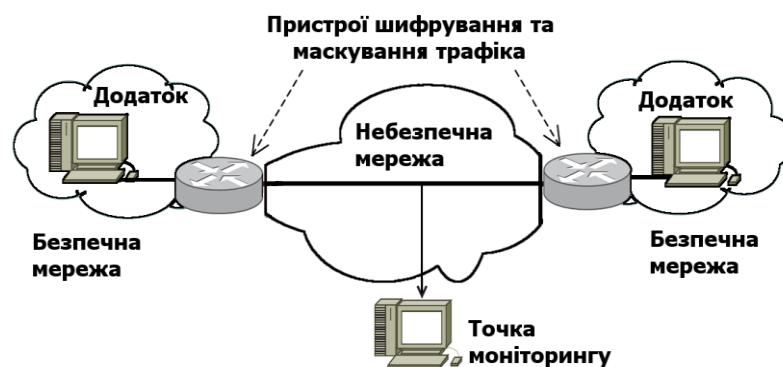 Пристрої шифрування та
маскування трафіка
Додаток
Додаток
Небезпечна
мережа
Безпечна
мережа
Безпечна
мережа
Точка
моніторингу